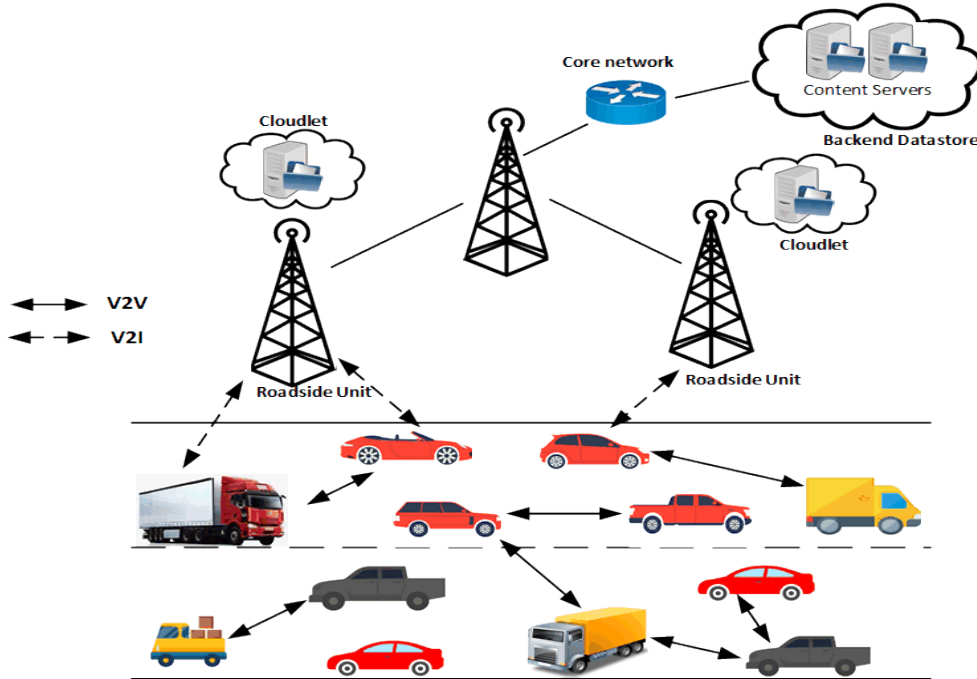 Core network
Content Servers
Backend Datastore
Cloudlet
Cloudlet
V2V
V2I
Roadside Unit
Roadside Unit